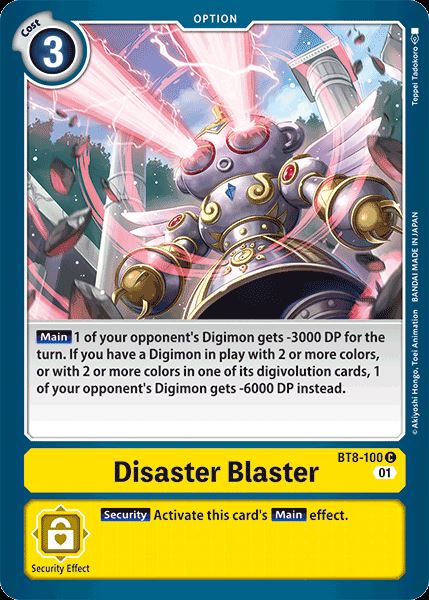 OPTION
Cost
3
Teppei Tadokoro
© Akiyoshi Hongo, Toei Animation BANDAI MADE IN JAPAN
Main 1 of your opponent's Digimon gets -3000 DP for the
turn. If you have a Digimon in play with 2 or more colors,
or with 2 or more colors in one of its digivolution cards, 1
of your opponent's Digimon gets -6000 DP instead.
BT8-100 C
Disaster Blaster
01
Security Activate this card's Main effect.
Security Effect